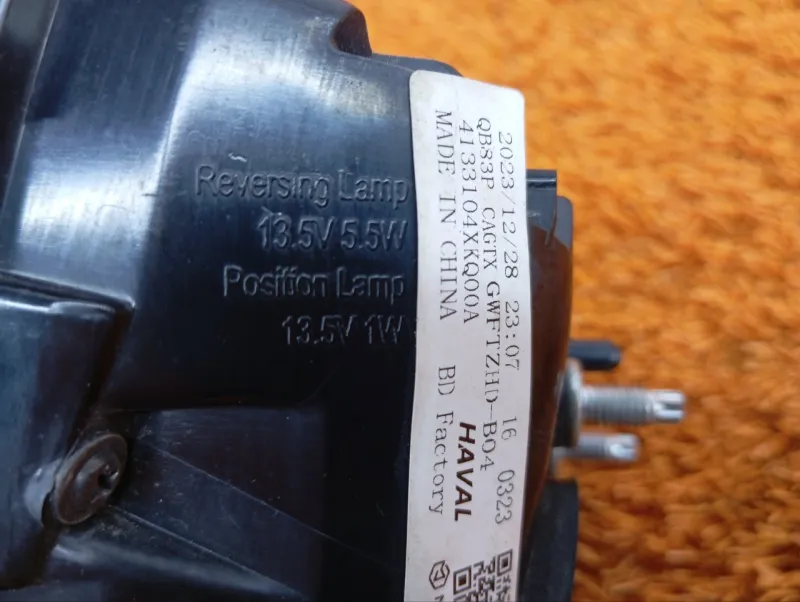 Reversing Lamp
13.5V 5.5W
Position Lamp
13.5V 1W
2023/12/28 23:07 16 0323
QB83P CAGTX GWFTZHD-B04
4133104XKQ00A HAVAL
MADE IN CHINA BD Factory